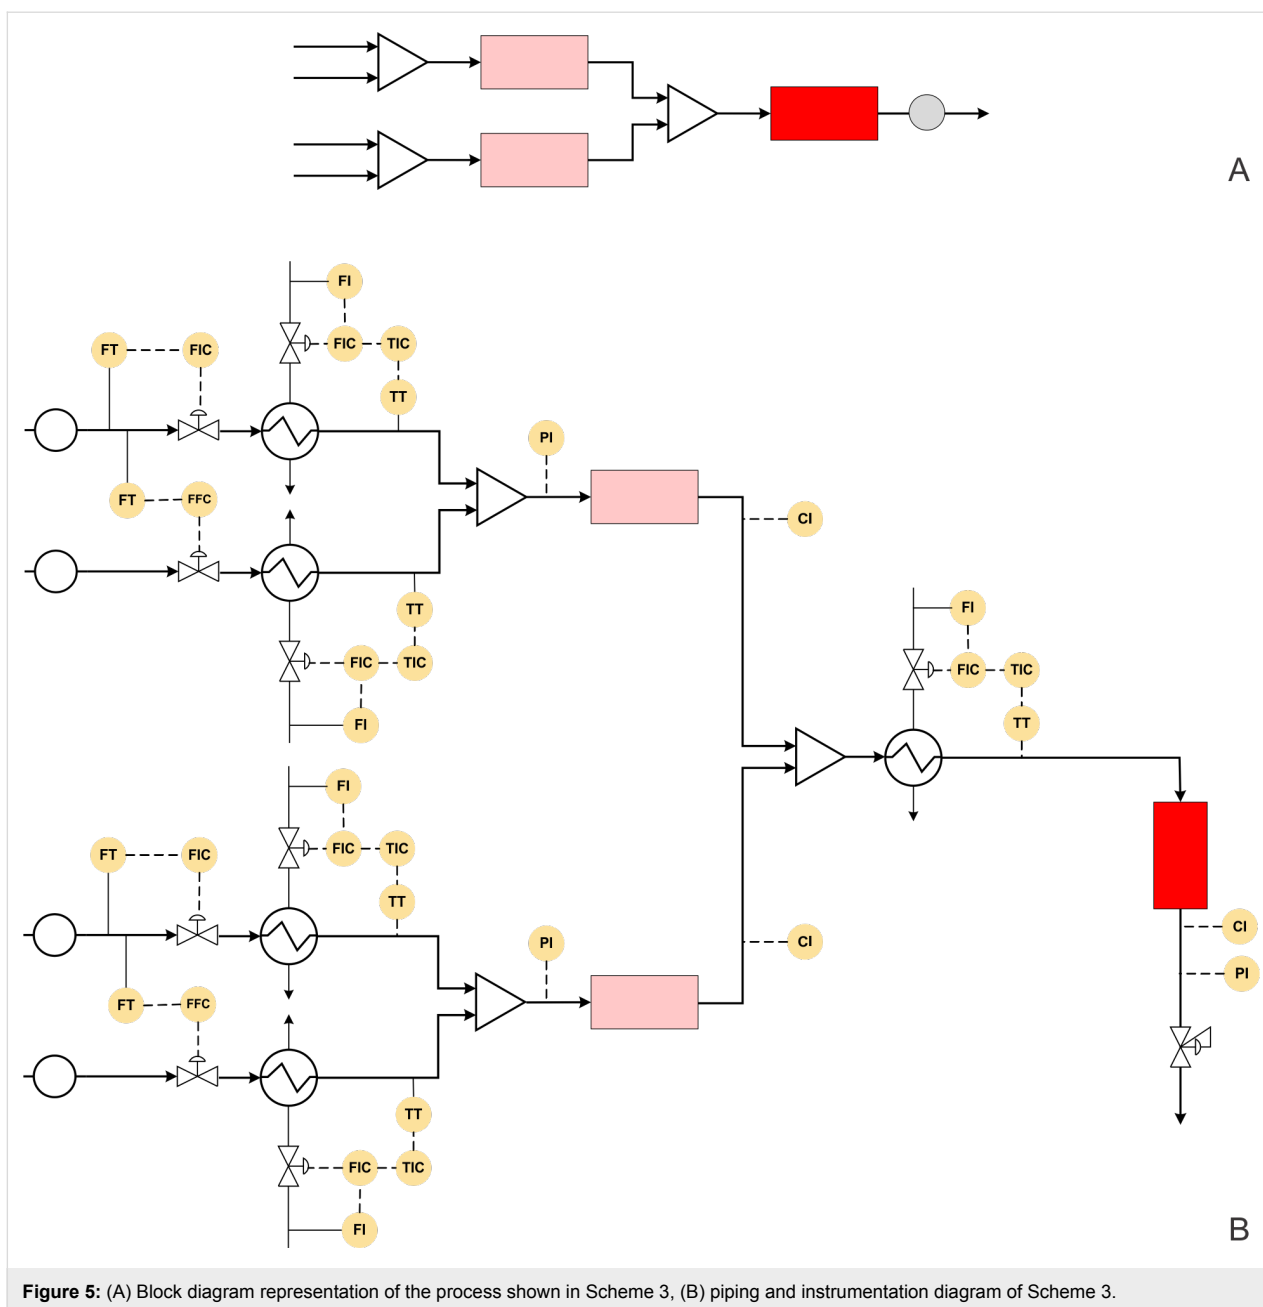 A
FI
FT
FIC
FIC
TIC
TT
PI
FT
FFC
CI
TT
FI
FIC
TIC
FIC
TIC
FI
TT
FI
FT
FIC
FIC
TIC
TT
CI
PI
CI
PI
FT
FFC
TT
FIC
TIC
FI
B
Figure 5: (A) Block diagram representation of the process shown in Scheme 3, (B) piping and instrumentation diagram of Scheme 3.